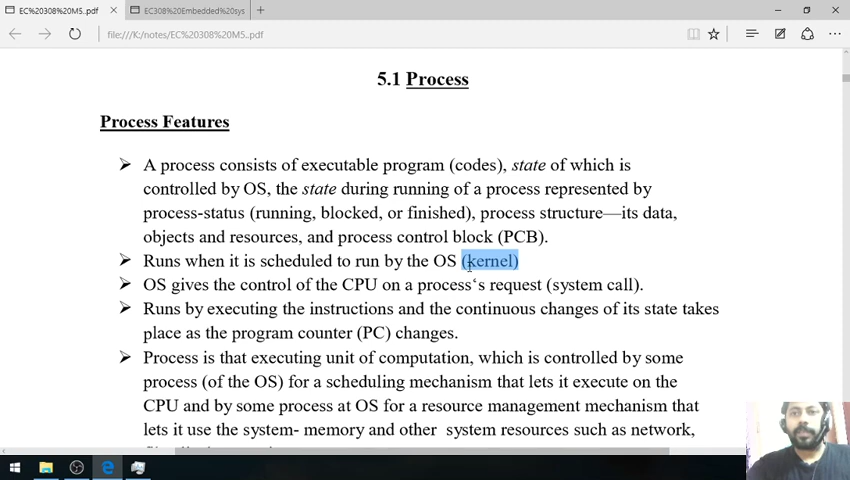 EC%20308%20M5..pdf
EC308%20Embedded%20sys
file:///K:/notes/EC%20308%20M5..pdf
5.1 Process
Process Features
➢ A process consists of executable program (codes), state of which is
controlled by OS, the state during running of a process represented by
process-status (running, blocked, or finished), process structure—its data,
objects and resources, and process control block (PCB).
➢ Runs when it is scheduled to run by the OS (kernel)
➢ OS gives the control of the CPU on a process‘s request (system call).
➢ Runs by executing the instructions and the continuous changes of its state takes
place as the program counter (PC) changes.
➢ Process is that executing unit of computation, which is controlled by some
process (of the OS) for a scheduling mechanism that lets it execute on the
CPU and by some process at OS for a resource management mechanism that
lets it use the system- memory and other system resources such as network,